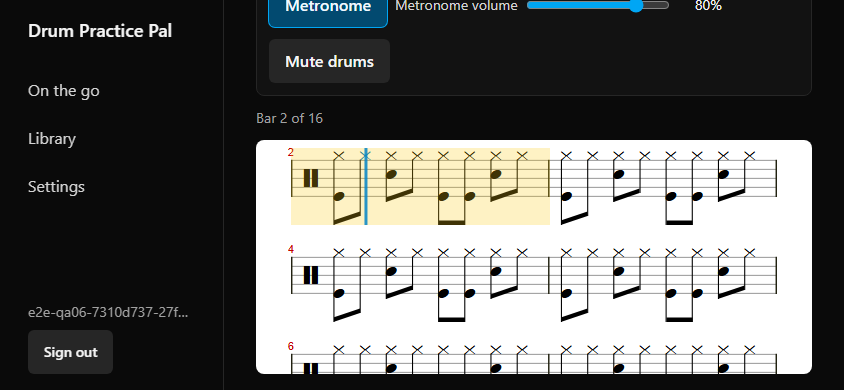 Drum Practice Pal
On the go
Library
Settings
e2e-qa06-7310d737-27f...
Sign out
Metronome
Metronome volume
80%
Mute drums
Bar 2 of 16
2
4
6